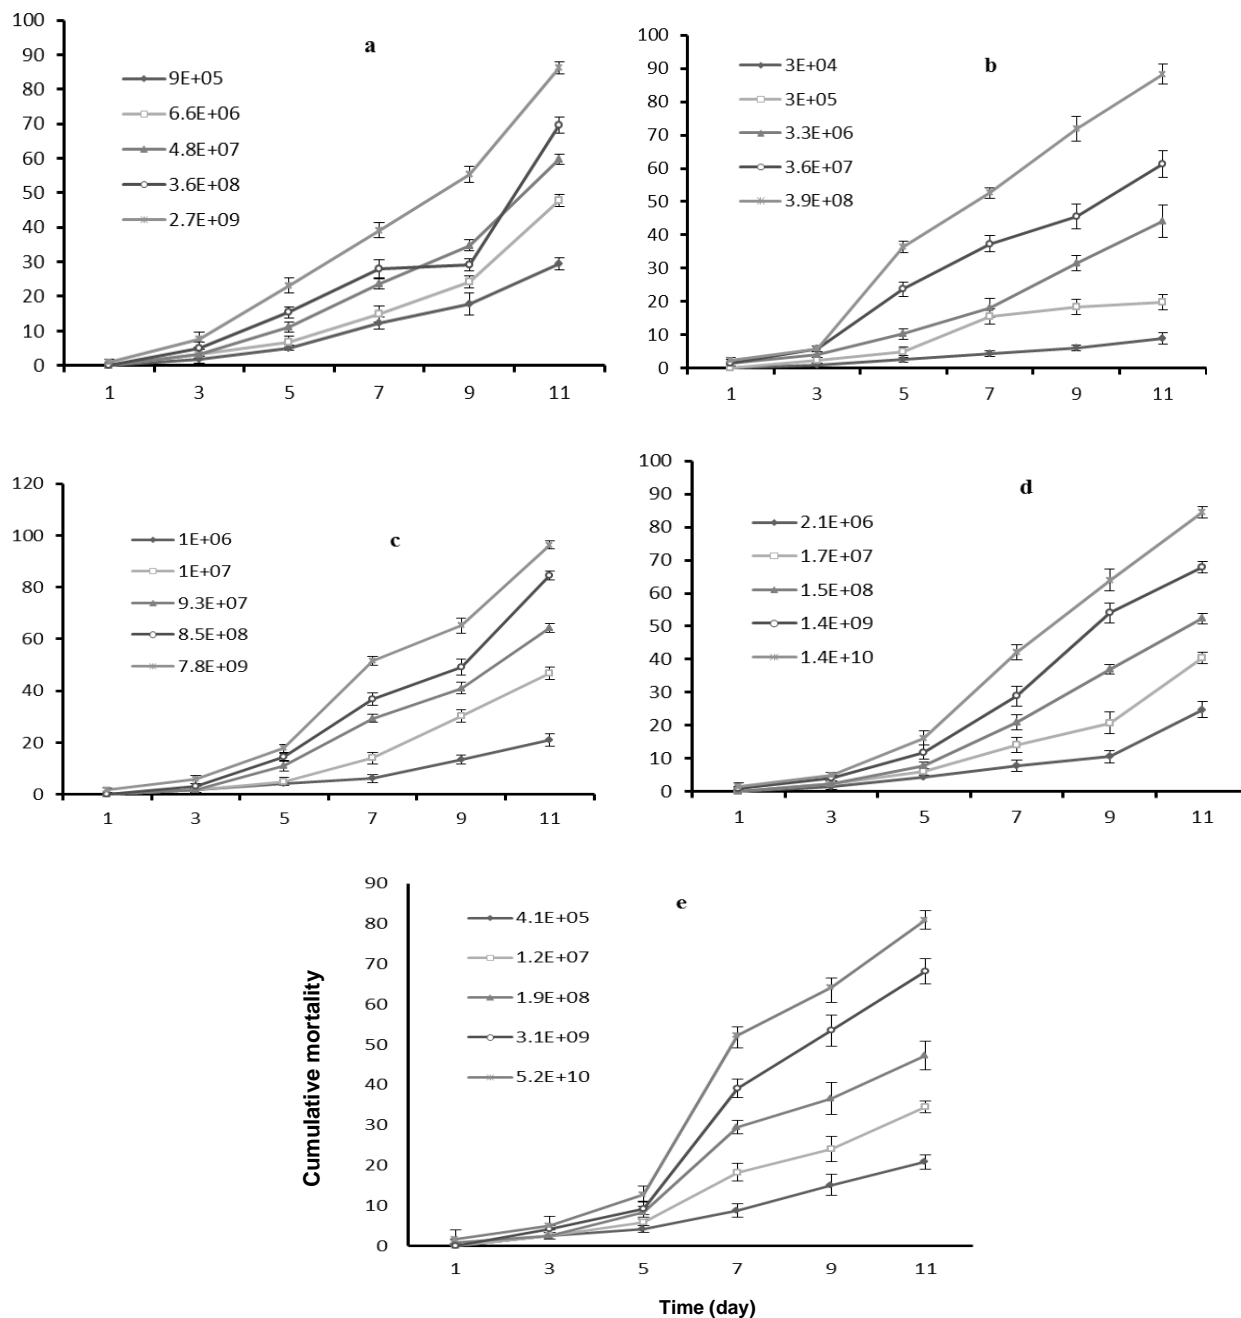 a
100
90
80
70
60
50
40
30
20
10
0
9E+05
6.6E+06
4.8E+07
3.6E+08
2.7E+09
1 3 5 7 9 11
b
100
90
80
70
60
50
40
30
20
10
0
3E+04
3E+05
3.3E+06
3.6E+07
3.9E+08
1 3 5 7 9 11
c
120
100
80
60
40
20
0
1E+06
1E+07
9.3E+07
8.5E+08
7.8E+09
1 3 5 7 9 11
d
100
90
80
70
60
50
40
30
20
10
0
2.1E+06
1.7E+07
1.5E+08
1.4E+09
1.4E+10
1 3 5 7 9 11
e
Cumulative mortality
90
80
70
60
50
40
30
20
10
0
4.1E+05
1.2E+07
1.9E+08
3.1E+09
5.2E+10
1 3 5 7 9 11
Time (day)